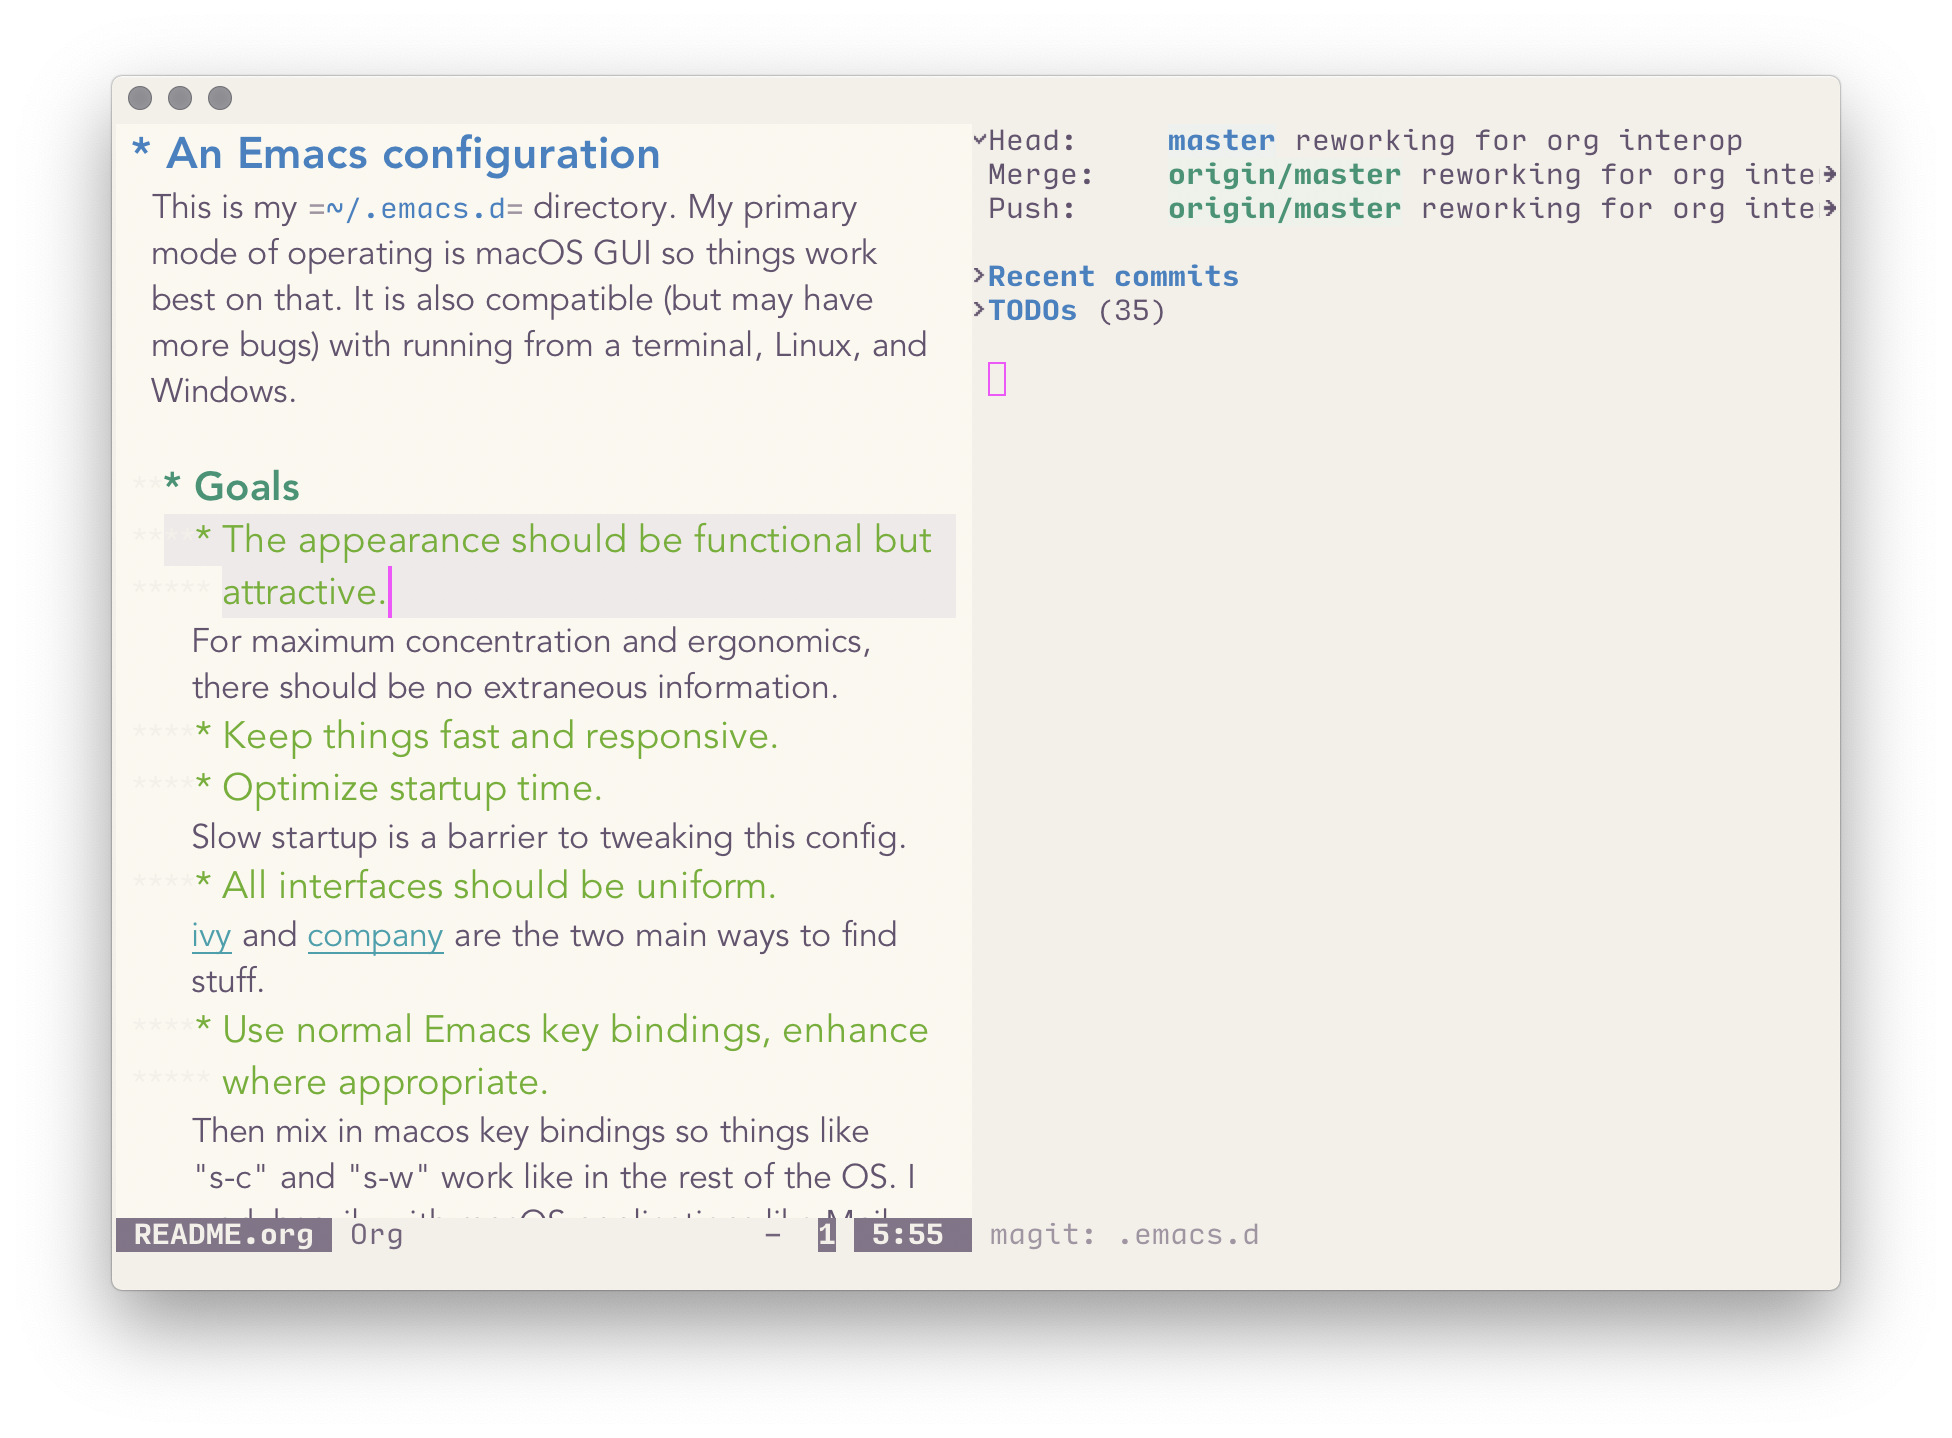 * An Emacs configuration
This is my =~/.emacs.d= directory. My primary
mode of operating is macOS GUI so things work
best on that. It is also compatible (but may have
more bugs) with running from a terminal, Linux, and
Windows.
*** Goals
***** The appearance should be functional but
***** attractive.
For maximum concentration and ergonomics,
there should be no extraneous information.
***** Keep things fast and responsive.
***** Optimize startup time.
Slow startup is a barrier to tweaking this config.
***** All interfaces should be uniform.
ivy and company are the two main ways to find
stuff.
***** Use normal Emacs key bindings, enhance
***** where appropriate.
Then mix in macos key bindings so things like
"s-c" and "s-w" work like in the rest of the OS. I
README.org Org - 1 5:55
Head: master reworking for org interop
Merge: origin/master reworking for org inte
Push: origin/master reworking for org inte
Recent commits
TODOs (35)
magit: .emacs.d